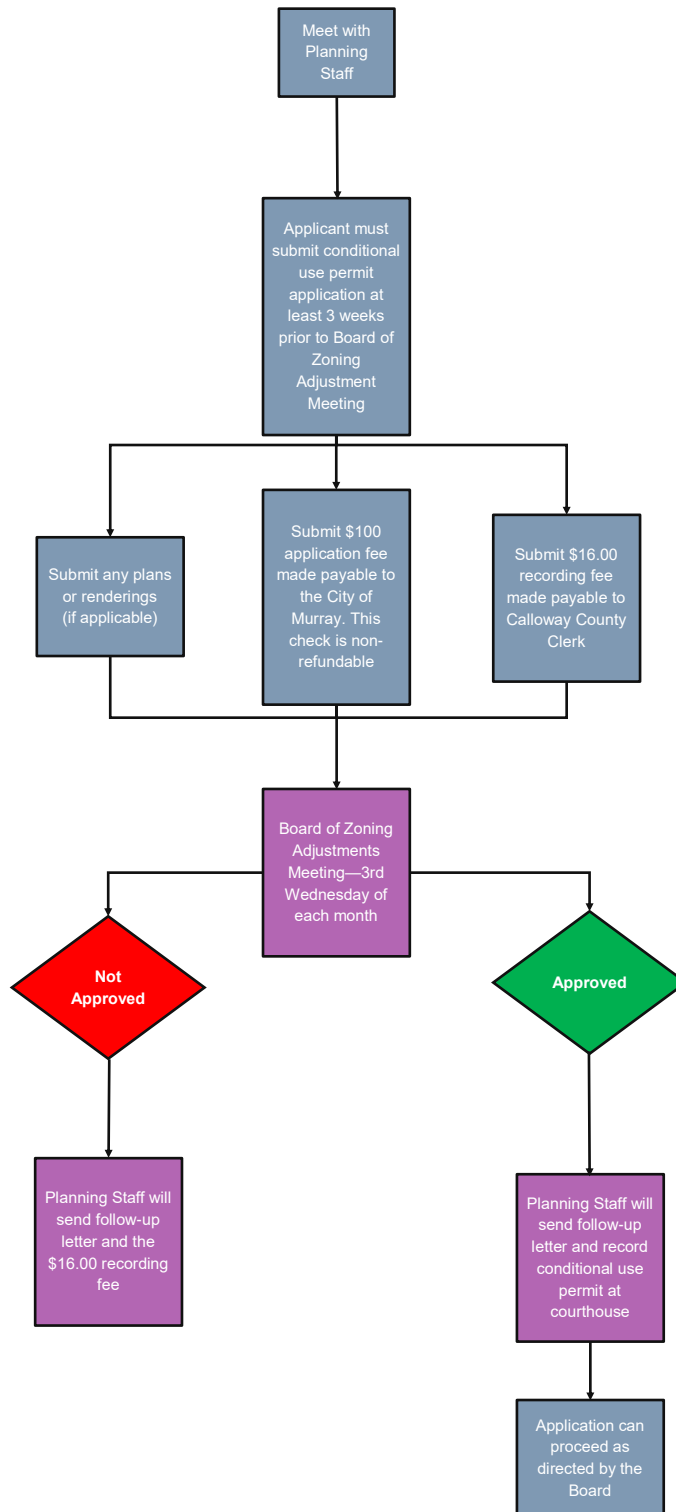 Meet with
Planning
Staff
Applicant must
submit conditional
use permit
application at
least 3 weeks
prior to Board of
Zoning
Adjustment
Meeting
Submit any plans
or renderings
(if applicable)
Submit $100
application fee
made payable to
the City of
Murray. This
check is non-
refundable
Submit $16.00
recording fee
made payable to
Calloway County
Clerk
Board of Zoning
Adjustments
Meeting—3rd
Wednesday of
each month
Not
Approved
Approved
Planning Staff will
send follow-up
letter and the
$16.00 recording
fee
Planning Staff will
send follow-up
letter and record
conditional use
permit at
courthouse
Application can
proceed as
directed by the
Board